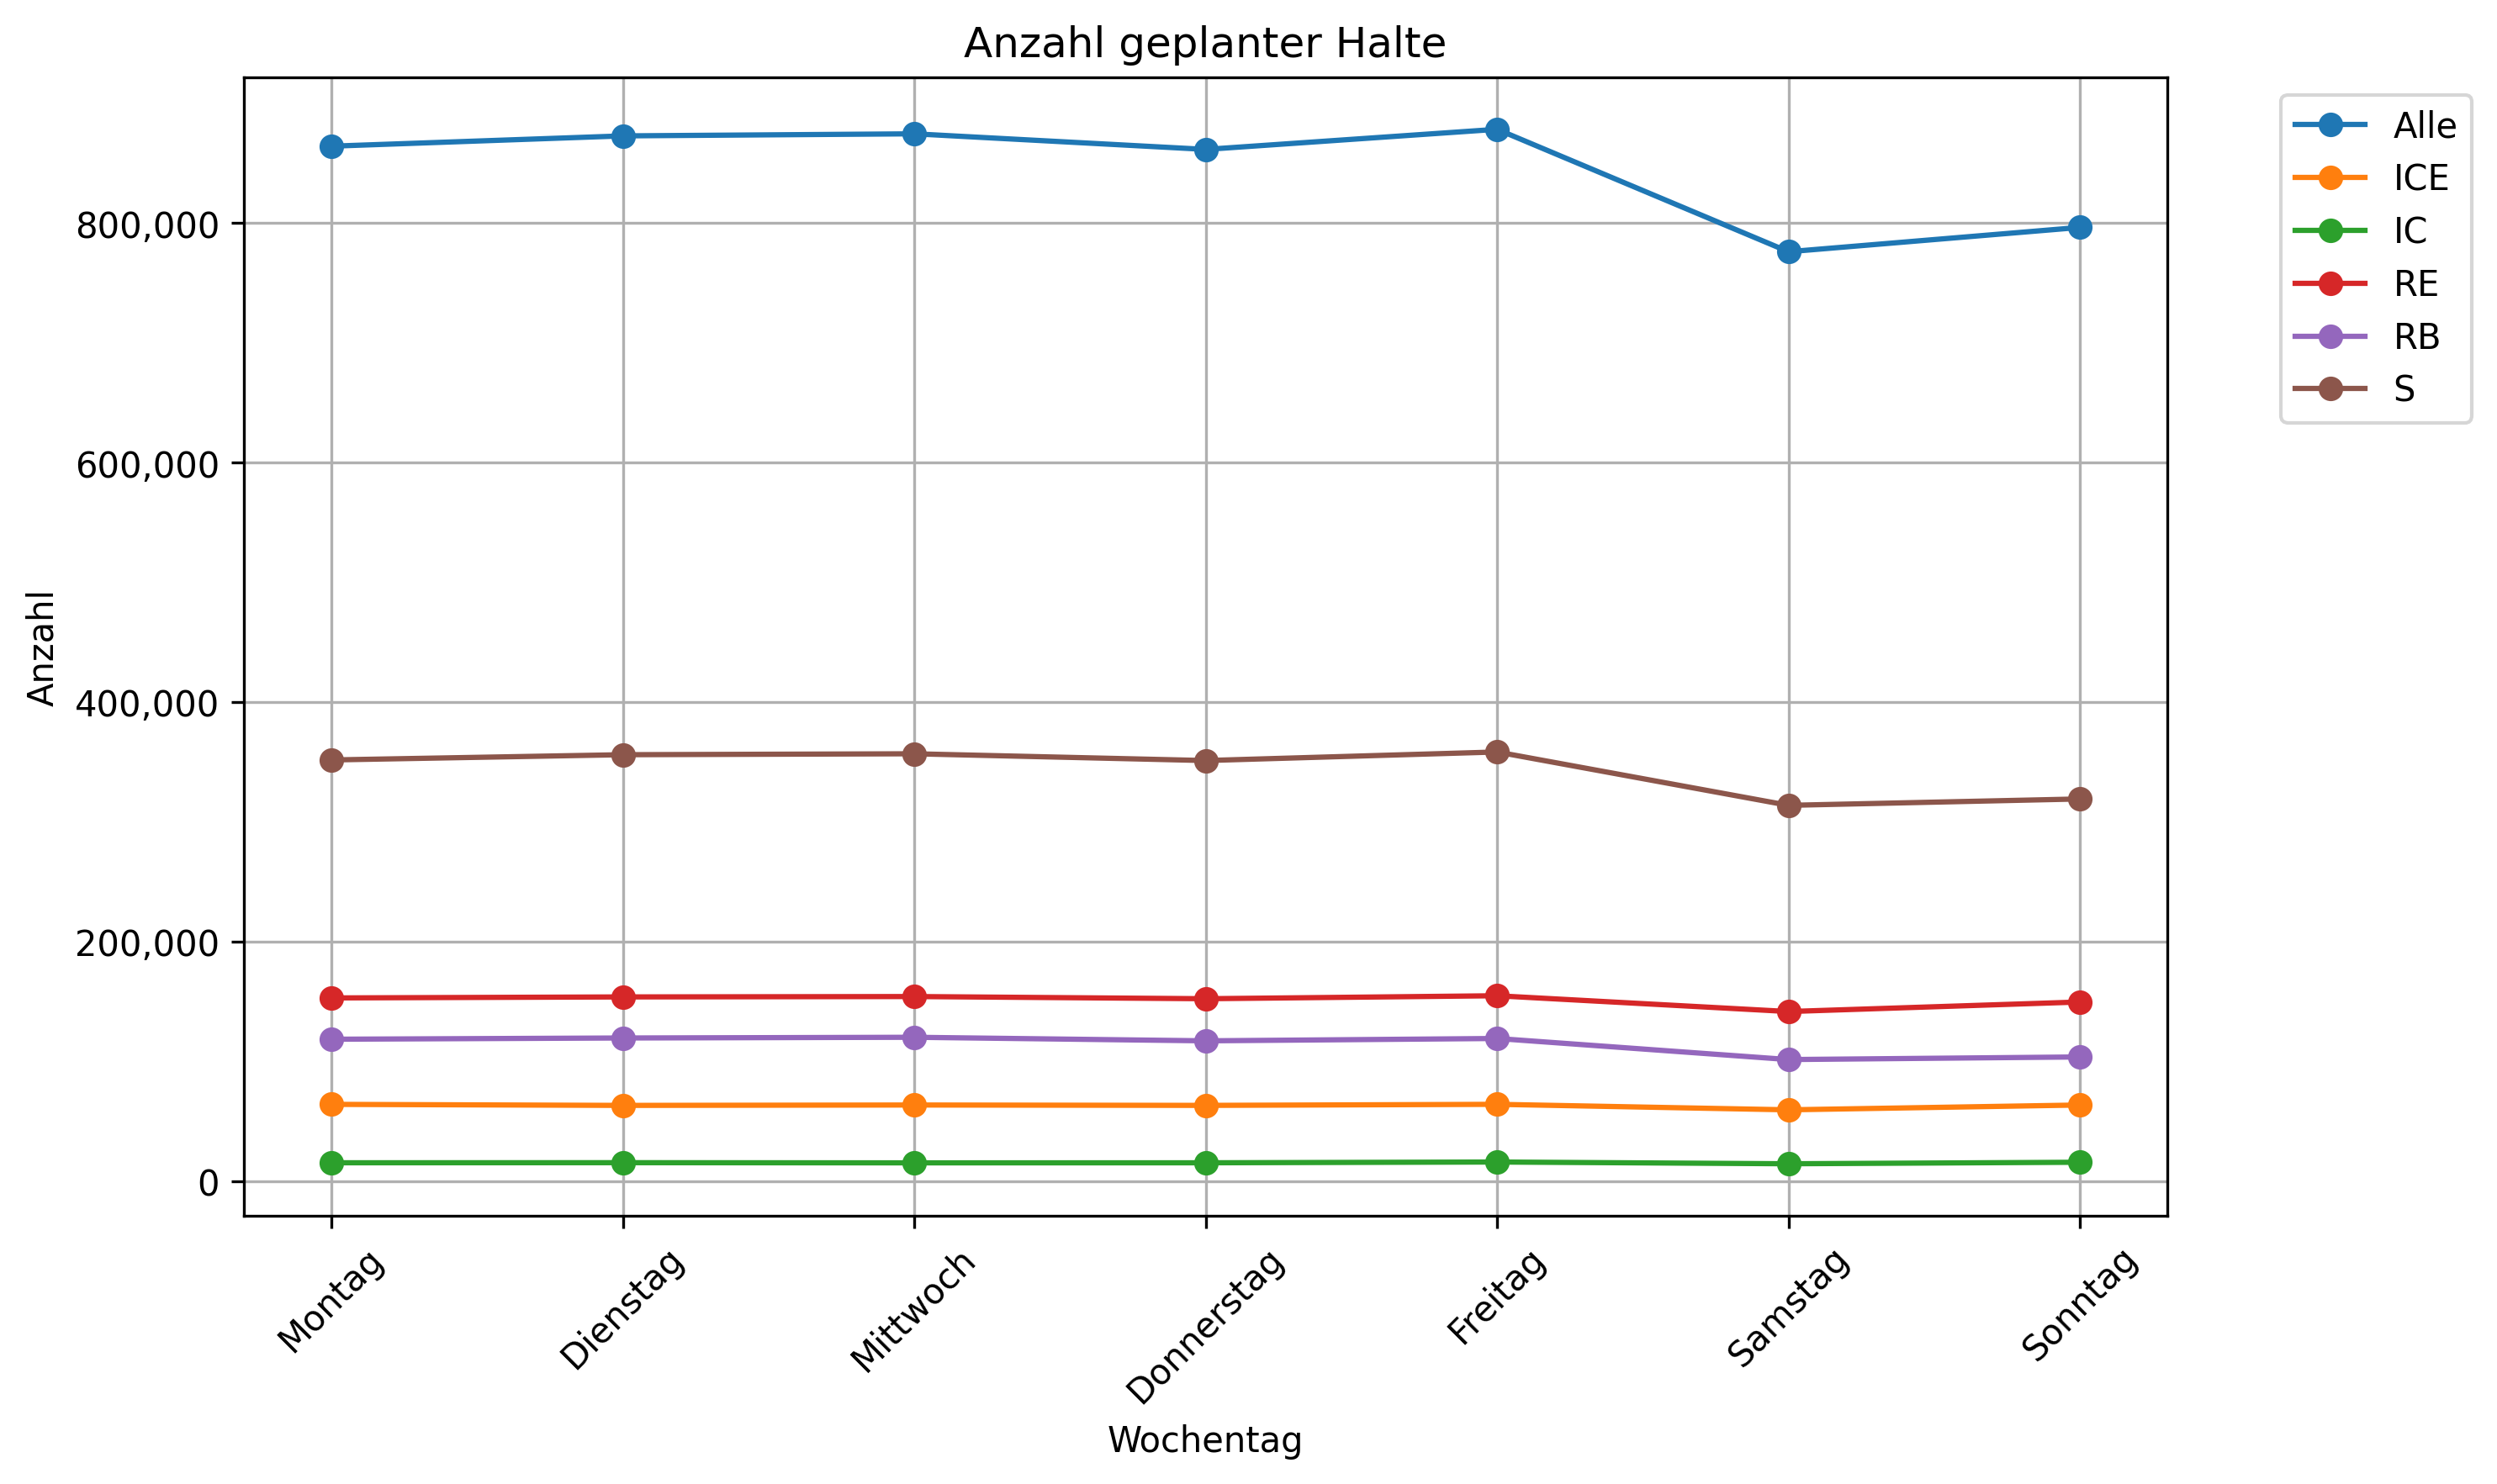 Anzahl geplanter Halte
Anzahl
800,000
600,000
400,000
200,000
0
Montag
Dienstag
Mittwoch
Donnerstag
Freitag
Samstag
Sonntag
Wochentag
Alle
ICE
IC
RE
RB
S